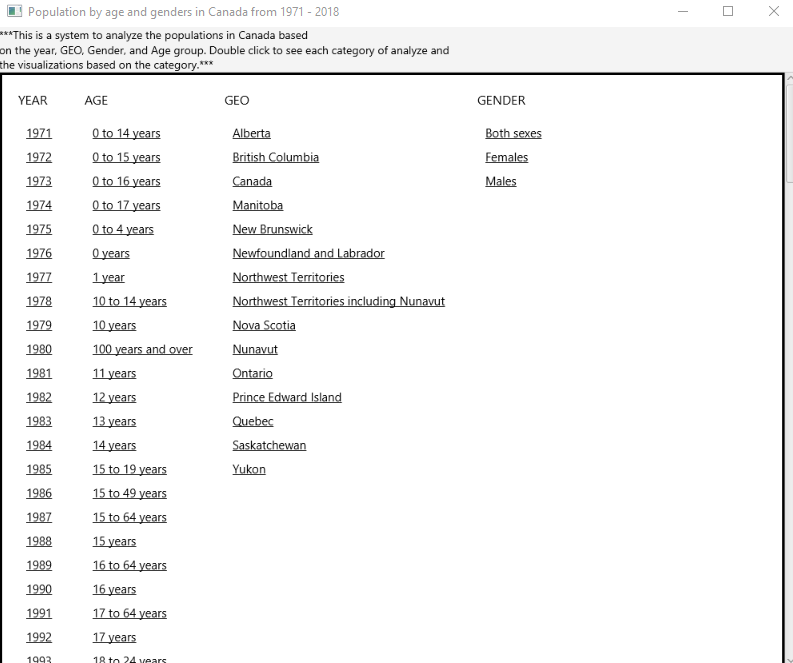 Population by age and genders in Canada from 1971 - 2018
***This is a system to analyze the populations in Canada based
on the year, GEO, Gender, and Age group. Double click to see each category of analyze and
the visualizations based on the category.***
YEAR AGE GEO GENDER
1971 0 to 14 years Alberta Both sexes
1972 0 to 15 years British Columbia Females
1973 0 to 16 years Canada Males
1974 0 to 17 years Manitoba
1975 0 to 4 years New Brunswick
1976 0 years Newfoundland and Labrador
1977 1 year Northwest Territories
1978 10 to 14 years Northwest Territories including Nunavut
1979 10 years Nova Scotia
1980 100 years and over Nunavut
1981 11 years Ontario
1982 12 years Prince Edward Island
1983 13 years Quebec
1984 14 years Saskatchewan
1985 15 to 19 years Yukon
1986 15 to 49 years
1987 15 to 64 years
1988 15 years
1989 16 to 64 years
1990 16 years
1991 17 to 64 years
1992 17 years
1993 18 to 24 years